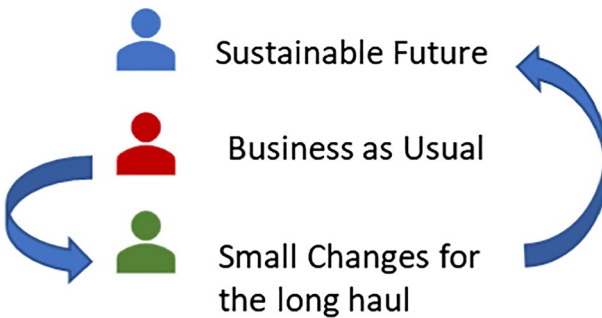 Sustainable Future
Business as Usual
Small Changes for
the long haul